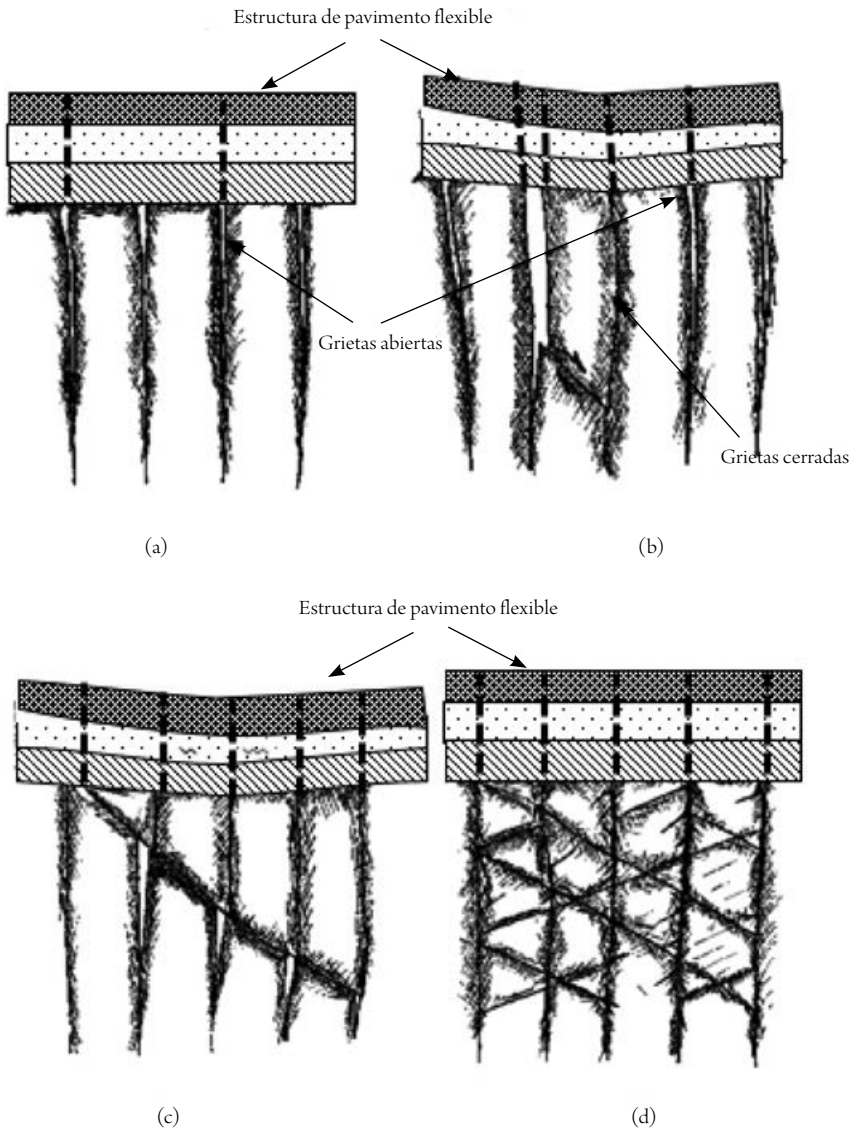 Estructura de pavimento flexible
Grietas abiertas
Grietas cerradas
(a)
(b)
Estructura de pavimento flexible
(c)
(d)